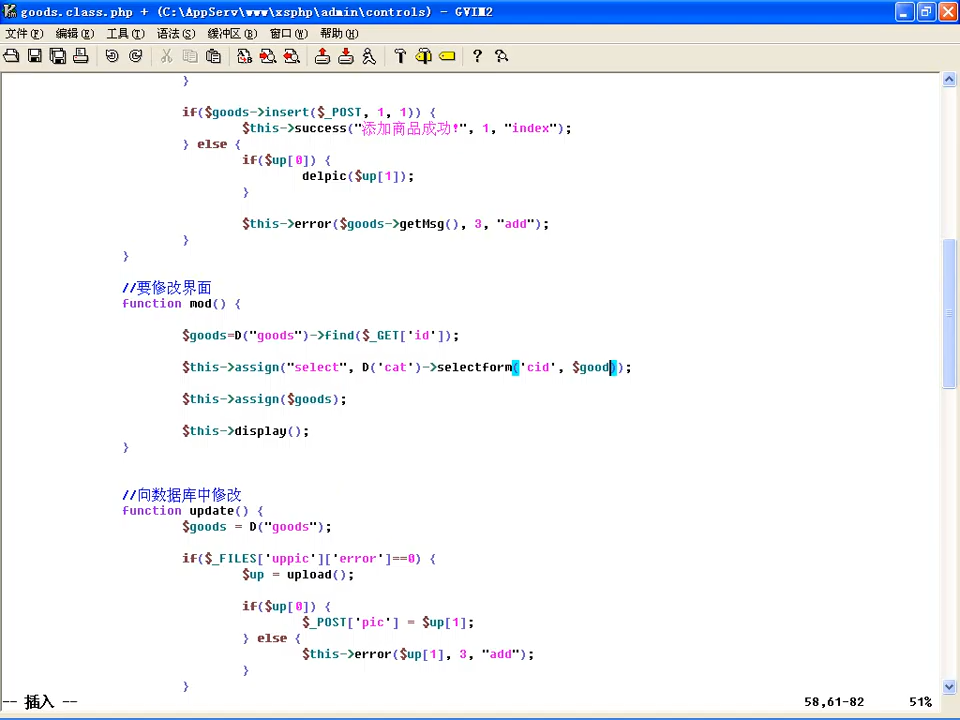 goods.class.php + (C:\AppServ\www\xsphp\admin\controls) - GVIM2
文件(F) 编辑(E) 工具(T) 语法(S) 缓冲区(B) 窗口(W) 帮助(H)
}
if($goods->insert($_POST, 1, 1)) {
$this->success("添加商品成功!", 1, "index");
} else {
if($up[0]) {
delpic($up[1]);
}
$this->error($goods->getMsg(), 3, "add");
}
}
//要修改界面
function mod() {
$goods=D("goods")->find($_GET['id']);
$this->assign("select", D('cat')->selectform('cid', $good));
$this->assign($goods);
$this->display();
}
//向数据库中修改
function update() {
$goods = D("goods");
if($_FILES['uppic']['error']==0) {
$up = upload();
if($up[0]) {
$_POST['pic'] = $up[1];
} else {
$this->error($up[1], 3, "add");
}
}
-- 插入 -- 58,61-82 51%